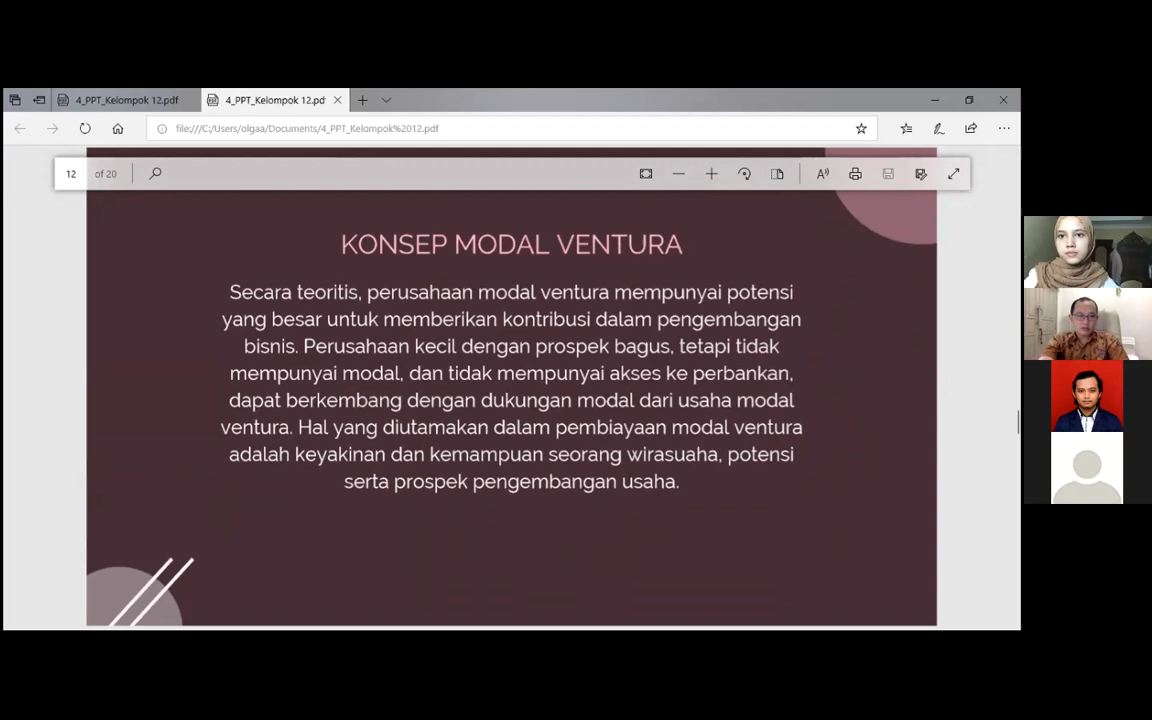 4_PPT_Kelompok 12.pdf
4_PPT_Kelompok 12.pdf
file:///C:/Users/olgaa/Documents/4_PPT_Kelompok%2012.pdf
12 of 20
KONSEP MODAL VENTURA
Secara teoritis, perusahaan modal ventura mempunyai potensi
yang besar untuk memberikan kontribusi dalam pengembangan
bisnis. Perusahaan kecil dengan prospek bagus, tetapi tidak
mempunyai modal, dan tidak mempunyai akses ke perbankan,
dapat berkembang dengan dukungan modal dari usaha modal
ventura. Hal yang diutamakan dalam pembiayaan modal ventura
adalah keyakinan dan kemampuan seorang wirasuaha, potensi
serta prospek pengembangan usaha.